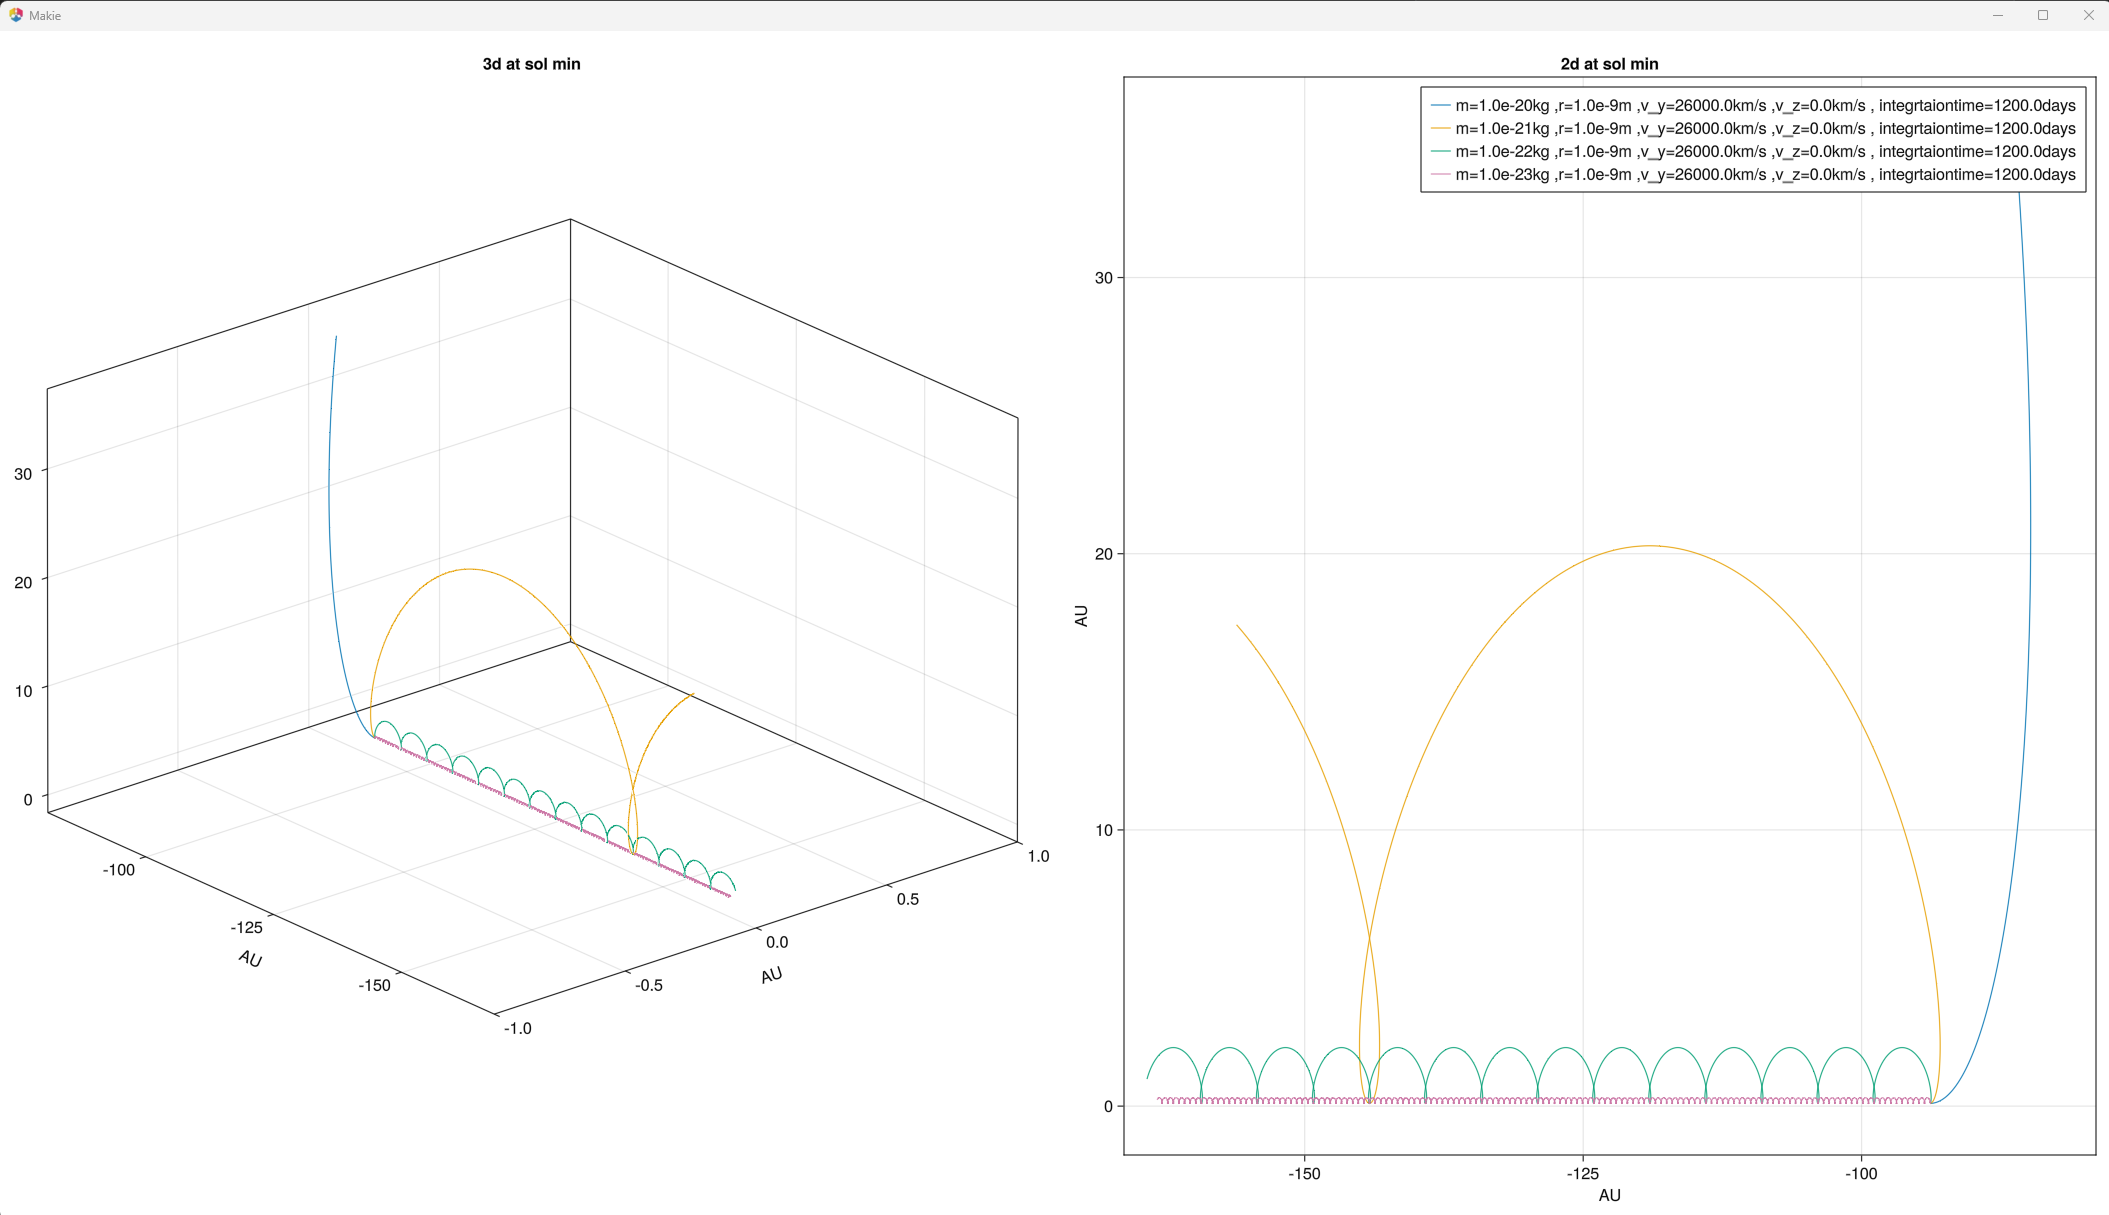 Makie
3d at sol min
30
20
10
0
-100
-125
-150
AU
-1.0
-0.5
0.0
0.5
1.0
AU
2d at sol min
m=1.0e-20kg ,r=1.0e-9m ,v_y=26000.0km/s ,v_z=0.0km/s , integrtaiontime=1200.0days
m=1.0e-21kg ,r=1.0e-9m ,v_y=26000.0km/s ,v_z=0.0km/s , integrtaiontime=1200.0days
m=1.0e-22kg ,r=1.0e-9m ,v_y=26000.0km/s ,v_z=0.0km/s , integrtaiontime=1200.0days
m=1.0e-23kg ,r=1.0e-9m ,v_y=26000.0km/s ,v_z=0.0km/s , integrtaiontime=1200.0days
30
20
10
0
AU
-150
-125
-100
AU